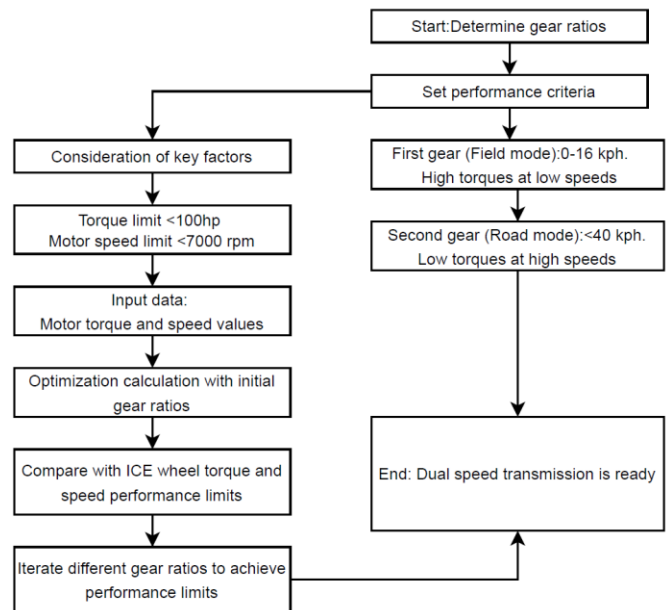 Start:Determine gear ratios
Set performance criteria
Consideration of key factors
First gear (Field mode):0-16 kph.
High torques at low speeds
Torque limit <100hp
Motor speed limit <7000 rpm
Second gear (Road mode):<40 kph.
Low torques at high speeds
Input data:
Motor torque and speed values
Optimization calculation with initial
gear ratios
Compare with ICE wheel torque and
speed performance limits
End: Dual speed transmission is ready
Iterate different gear ratios to achieve
performance limits